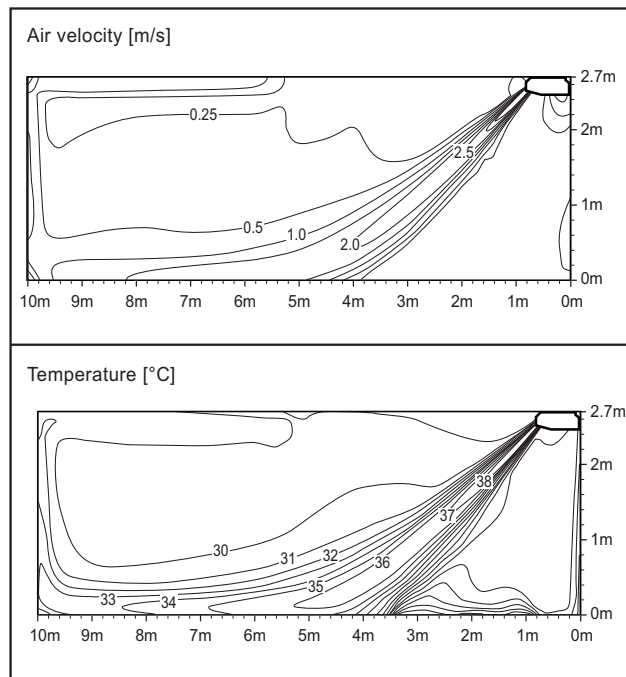 Air velocity [m/s]
2.7m
0.25
2m
2.5
1m
0.5
1.0
2.0
0m
10m 9m 8m 7m 6m 5m 4m 3m 2m 1m 0m
Temperature [°C]
2.7m
2m
38
37
30
31
32
36
1m
35
33
34
0m
10m 9m 8m 7m 6m 5m 4m 3m 2m 1m 0m